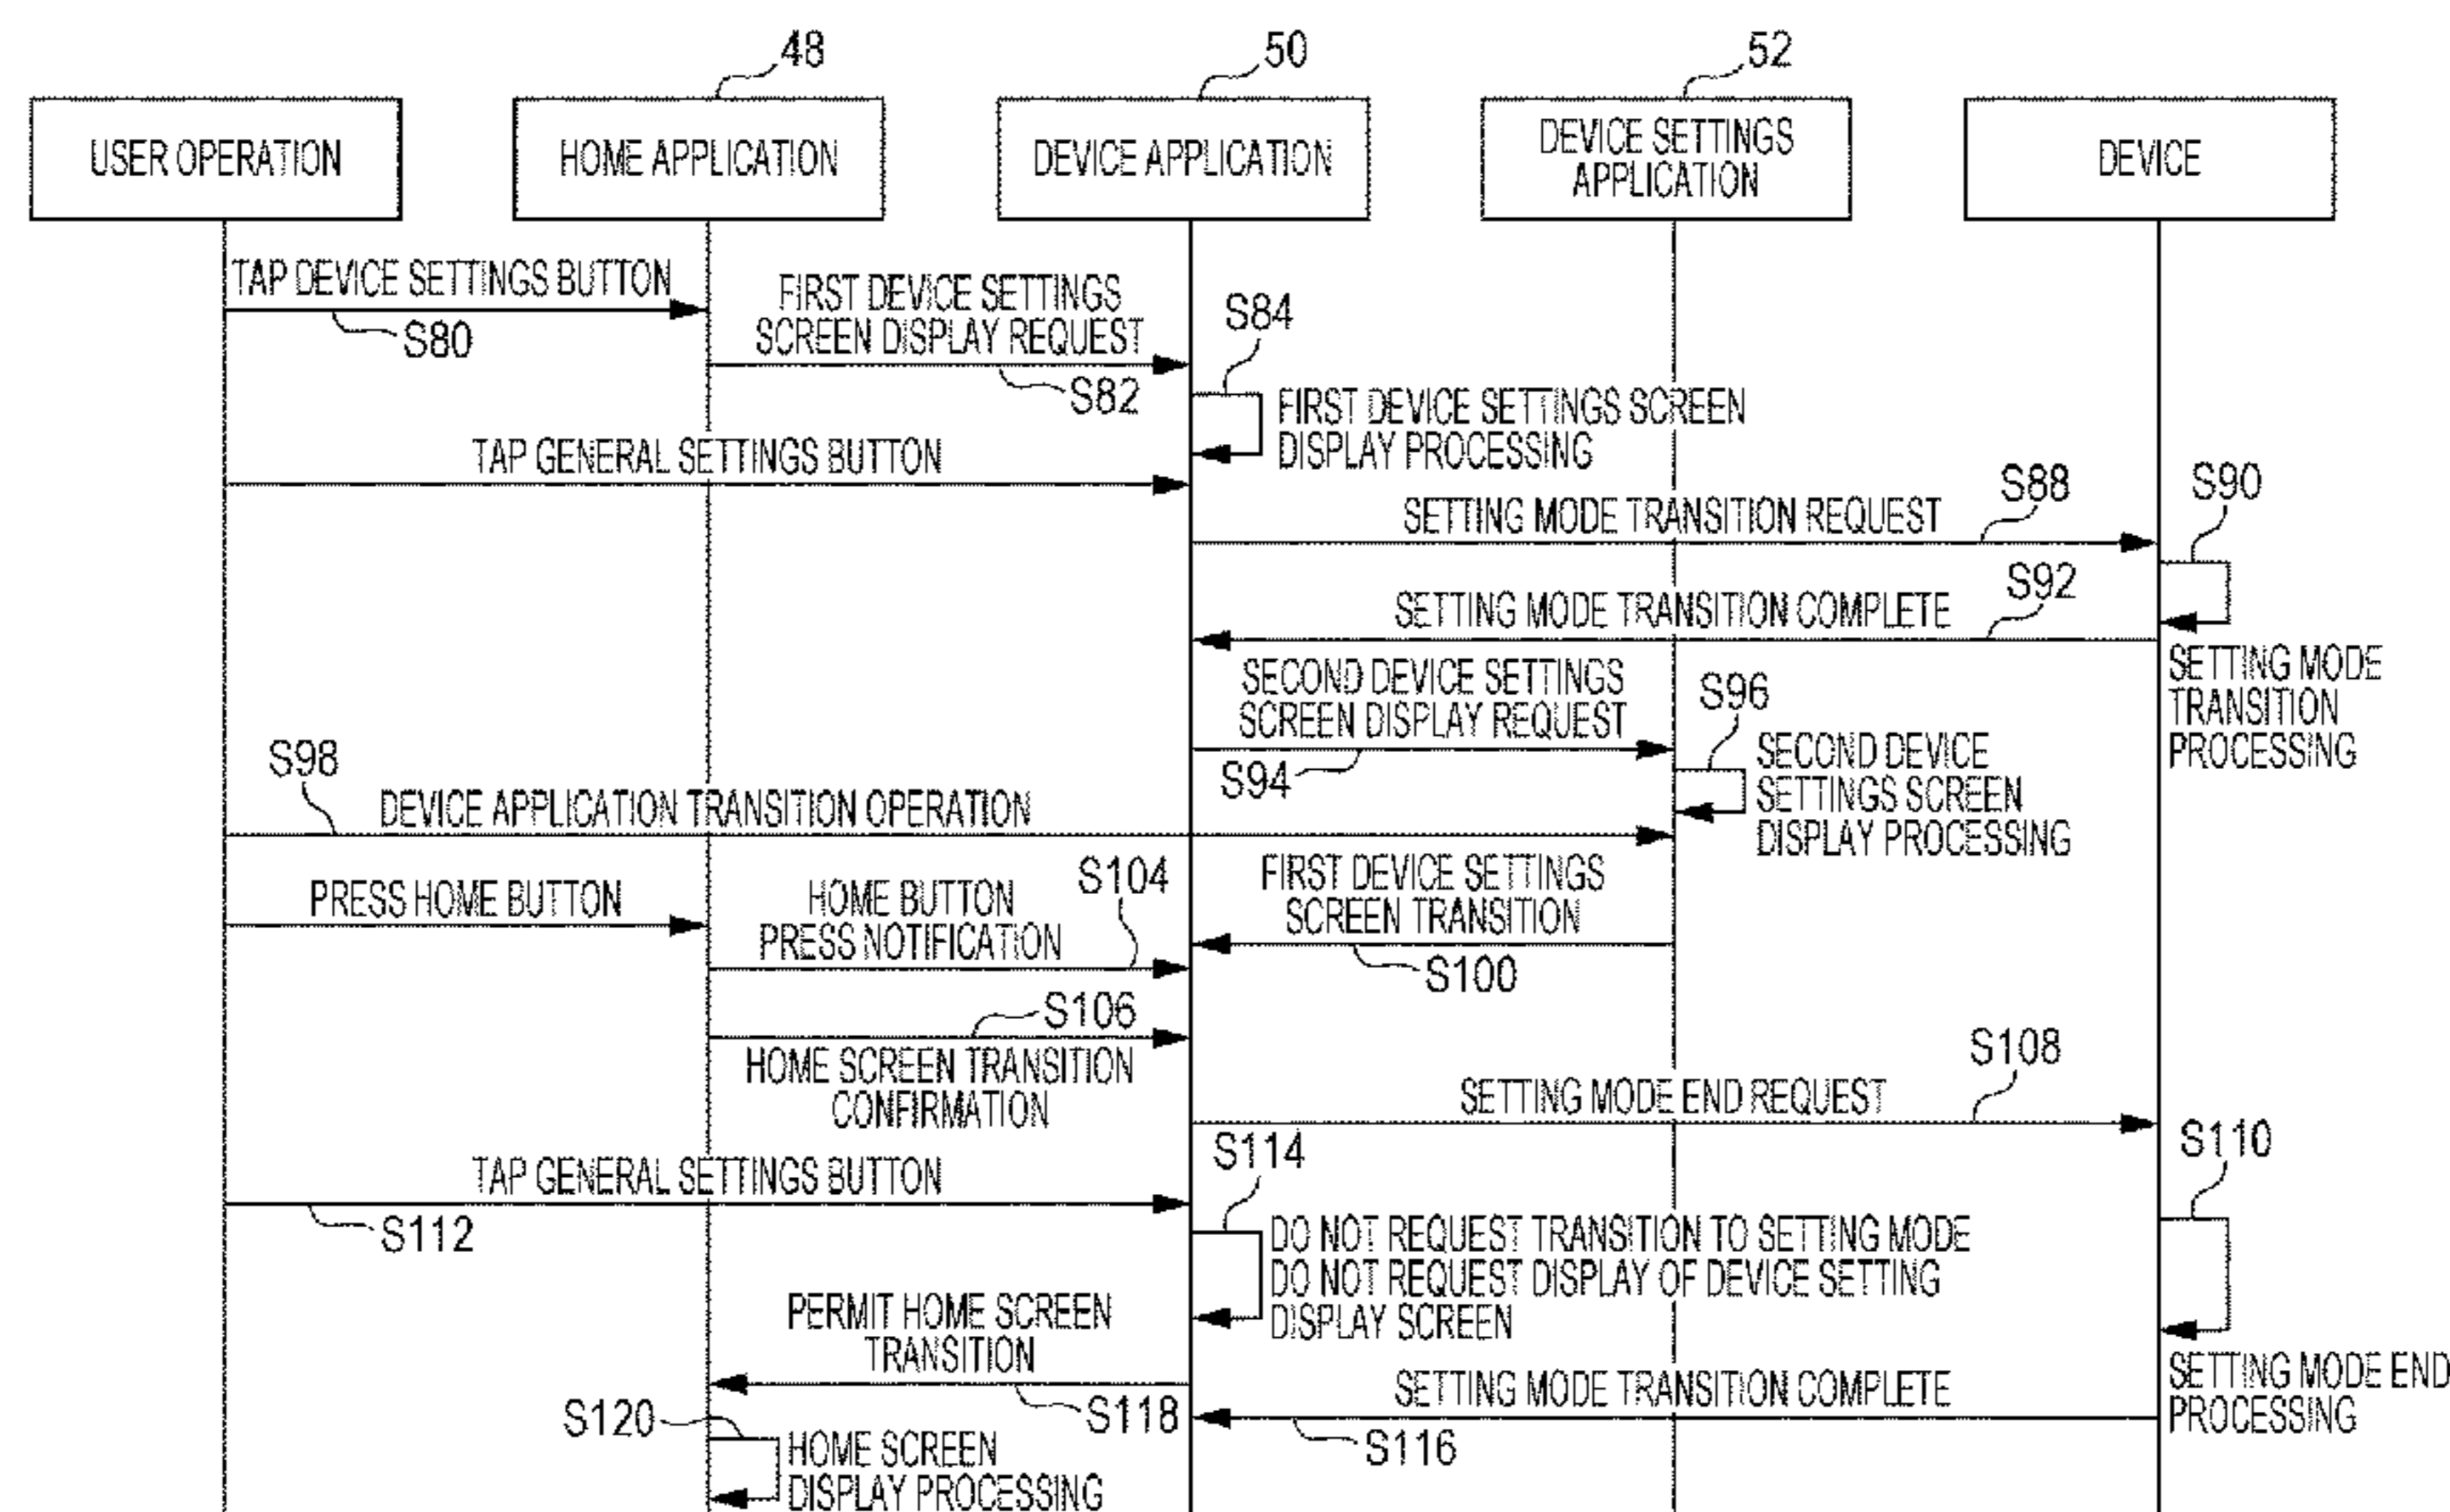 48
50
52
USER OPERATION
HOME APPLICATION
DEVICE APPLICATION
DEVICE SETTINGS
APPLICATION
DEVICE
TAP DEVICE SETTINGS BUTTON
S80
FIRST DEVICE SETTINGS
SCREEN DISPLAY REQUEST
S82
S84
FIRST DEVICE SETTINGS SCREEN
DISPLAY PROCESSING
TAP GENERAL SETTINGS BUTTON
SETTING MODE TRANSITION REQUEST
S88
S90
SETTING MODE TRANSITION COMPLETE
S92
SETTING MODE
TRANSITION
PROCESSING
SECOND DEVICE SETTINGS
SCREEN DISPLAY REQUEST
S94
S96
SECOND DEVICE
SETTINGS SCREEN
DISPLAY PROCESSING
S98
DEVICE APPLICATION TRANSITION OPERATION
PRESS HOME BUTTON
HOME BUTTON
PRESS NOTIFICATION
S104
FIRST DEVICE SETTINGS
SCREEN TRANSITION
S100
S106
HOME SCREEN TRANSITION
CONFIRMATION
S108
SETTING MODE END REQUEST
S110
TAP GENERAL SETTINGS BUTTON
S112
S114
DO NOT REQUEST TRANSITION TO SETTING MODE
DO NOT REQUEST DISPLAY OF DEVICE SETTING
DISPLAY SCREEN
PERMIT HOME SCREEN
TRANSITION
S118
SETTING MODE TRANSITION COMPLETE
S116
SETTING MODE END
PROCESSING
S120
HOME SCREEN
DISPLAY PROCESSING